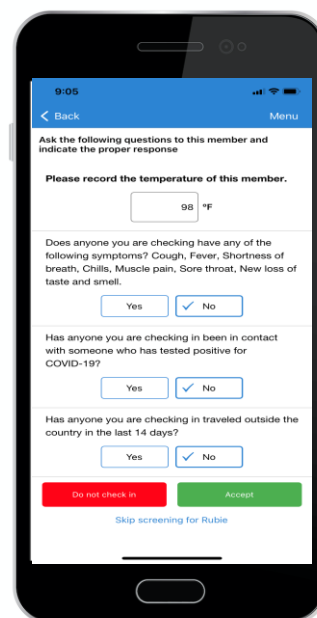 9:05
Back Menu
Ask the following questions to this member and
indicate the proper response
Please record the temperature of this member.
98 °F
Does anyone you are checking have any of the
following symptoms? Cough, Fever, Shortness of
breath, Chills, Muscle pain, Sore throat, New loss of
taste and smell.
Yes No
Has anyone you are checking in been in contact
with someone who has tested positive for
COVID-19?
Yes No
Has anyone you are checking in traveled outside the
country in the last 14 days?
Yes No
Do not check in Accept
Skip screening for Rubie